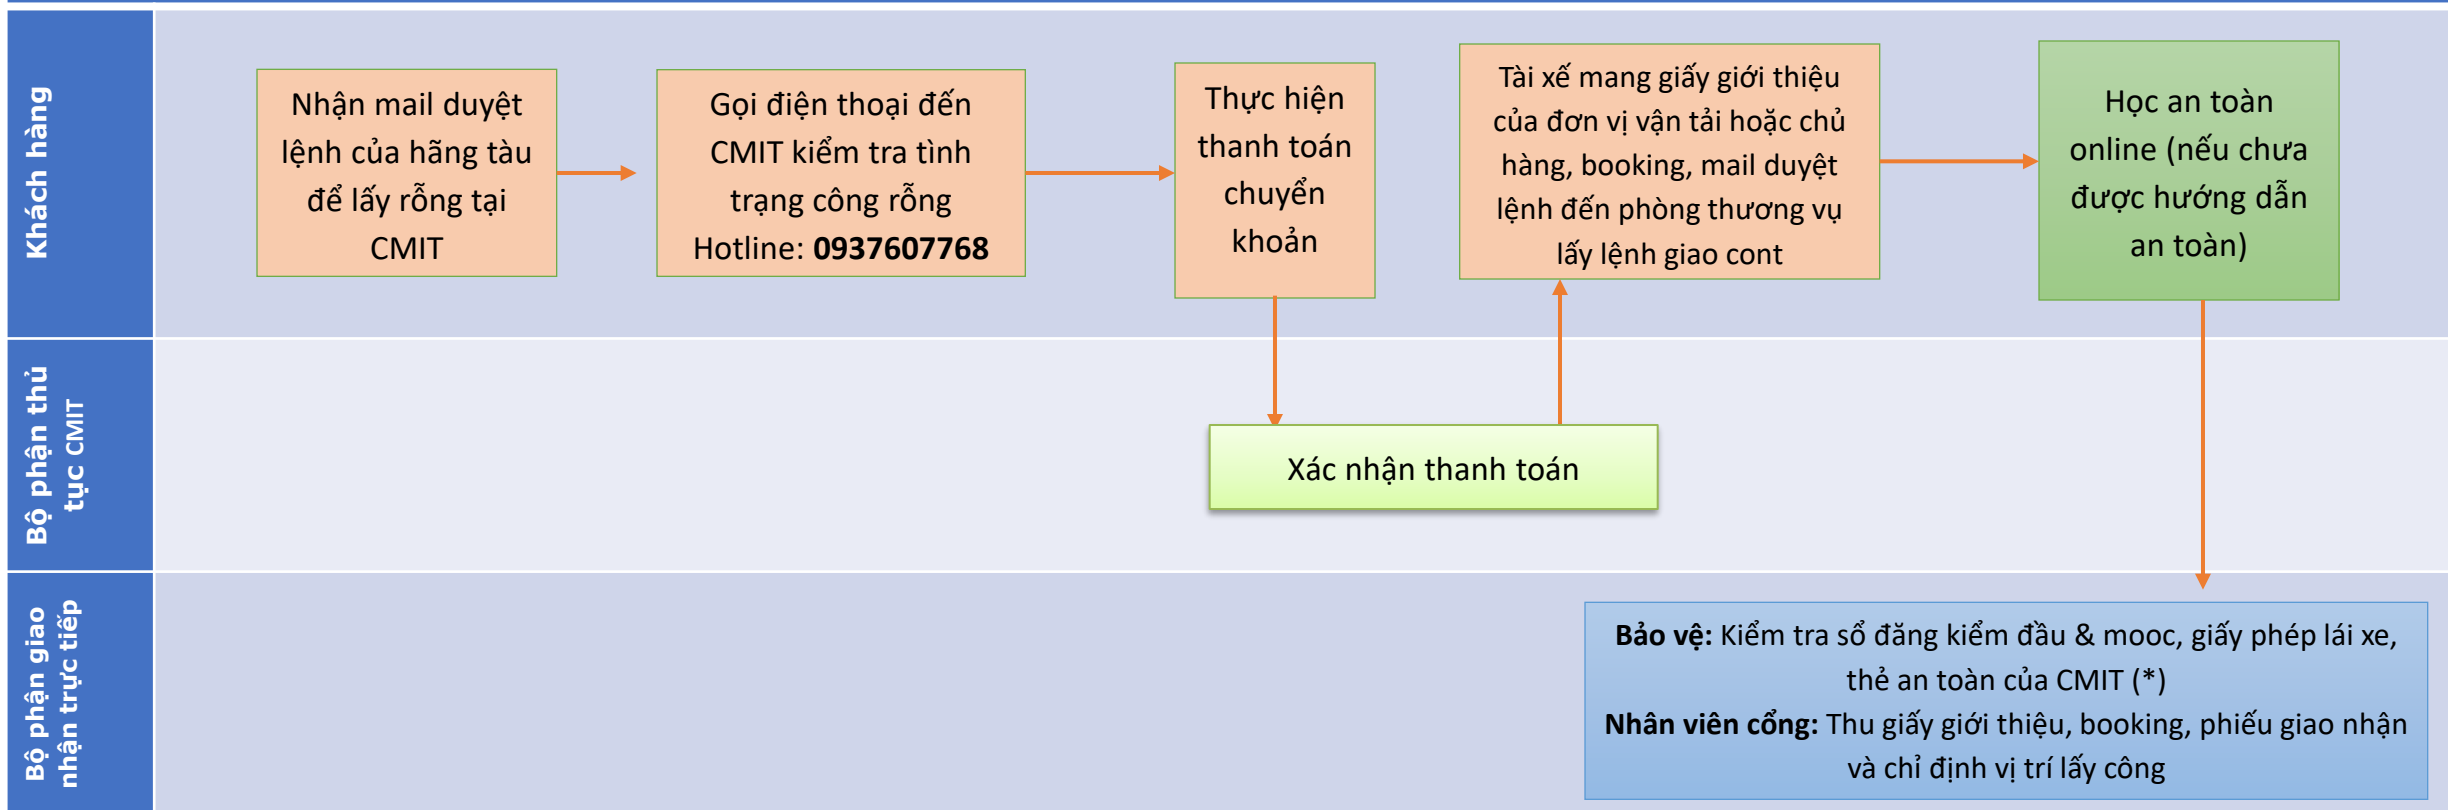 Khách hàng
Nhận mail duyệt
lệnh của hãng tàu
để lấy rỗng tại
CMIT
Gọi điện thoại đến
CMIT kiểm tra tình
trạng công rỗng
Hotline: 0937607768
Thực hiện
thanh toán
chuyển
khoản
Tài xế mang giấy giới thiệu
của đơn vị vận tải hoặc chủ
hàng, booking, mail duyệt
lệnh đến phòng thương vụ
lấy lệnh giao cont
Học an toàn
online (nếu chưa
được hướng dẫn
an toàn)
Bộ phận thủ
tục CMIT
Xác nhận thanh toán
Bộ phận giao
nhận trực tiếp
Bảo vệ: Kiểm tra sổ đăng kiểm đầu & mooc, giấy phép lái xe,
thẻ an toàn của CMIT (*)
Nhân viên cổng: Thu giấy giới thiệu, booking, phiếu giao nhận
và chỉ định vị trí lấy công